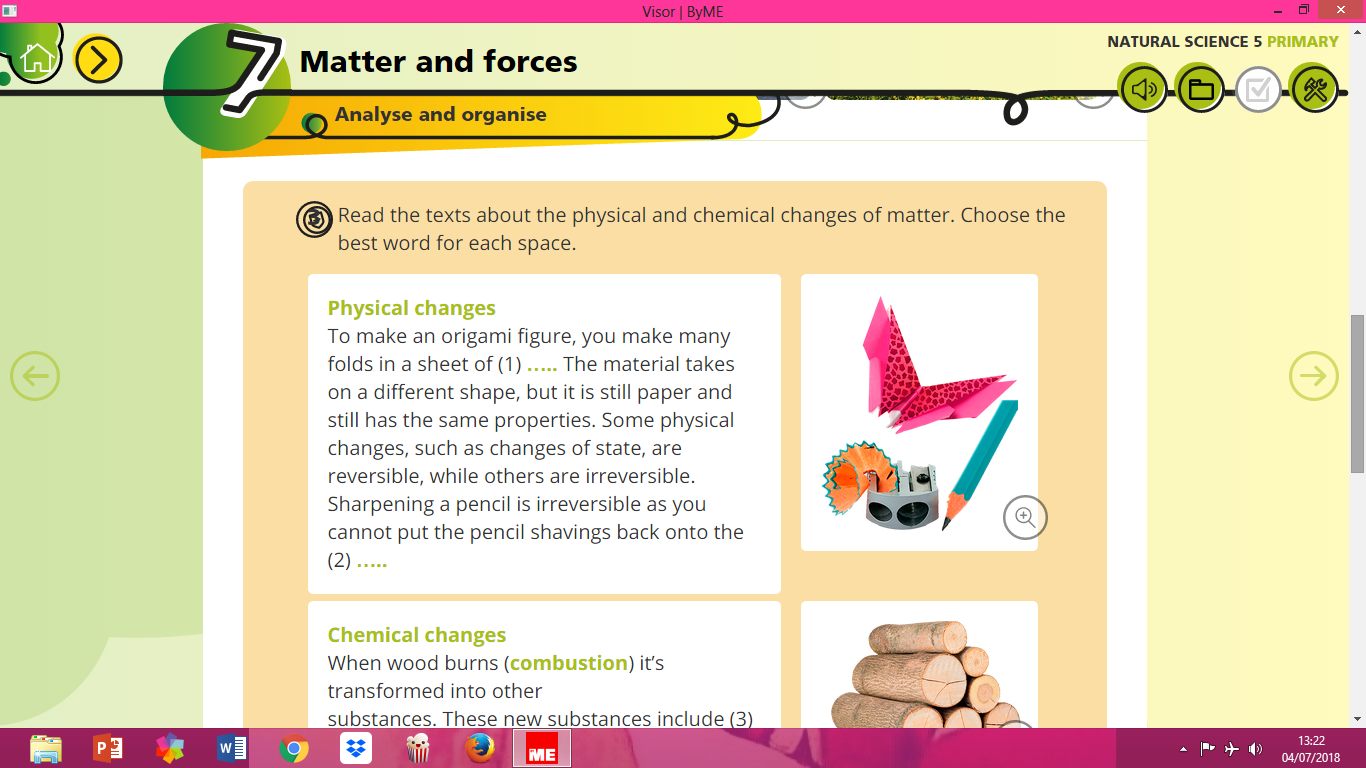 Visor | ByME
NATURAL SCIENCE 5 PRIMARY
7
Matter and forces
Analyse and organise
3
Read the texts about the physical and chemical changes of matter. Choose the
best word for each space.
Physical changes
To make an origami figure, you make many
folds in a sheet of (1) .....  The material takes
on a different shape, but it is still paper and
still has the same properties. Some physical
changes, such as changes of state, are
reversible, while others are irreversible.
Sharpening a pencil is irreversible as you
cannot put the pencil shavings back onto the
(2) .....
Chemical changes
When wood burns (combustion) it’s
transformed into other
substances. These new substances include (3)
ME
13:22
04/07/2018